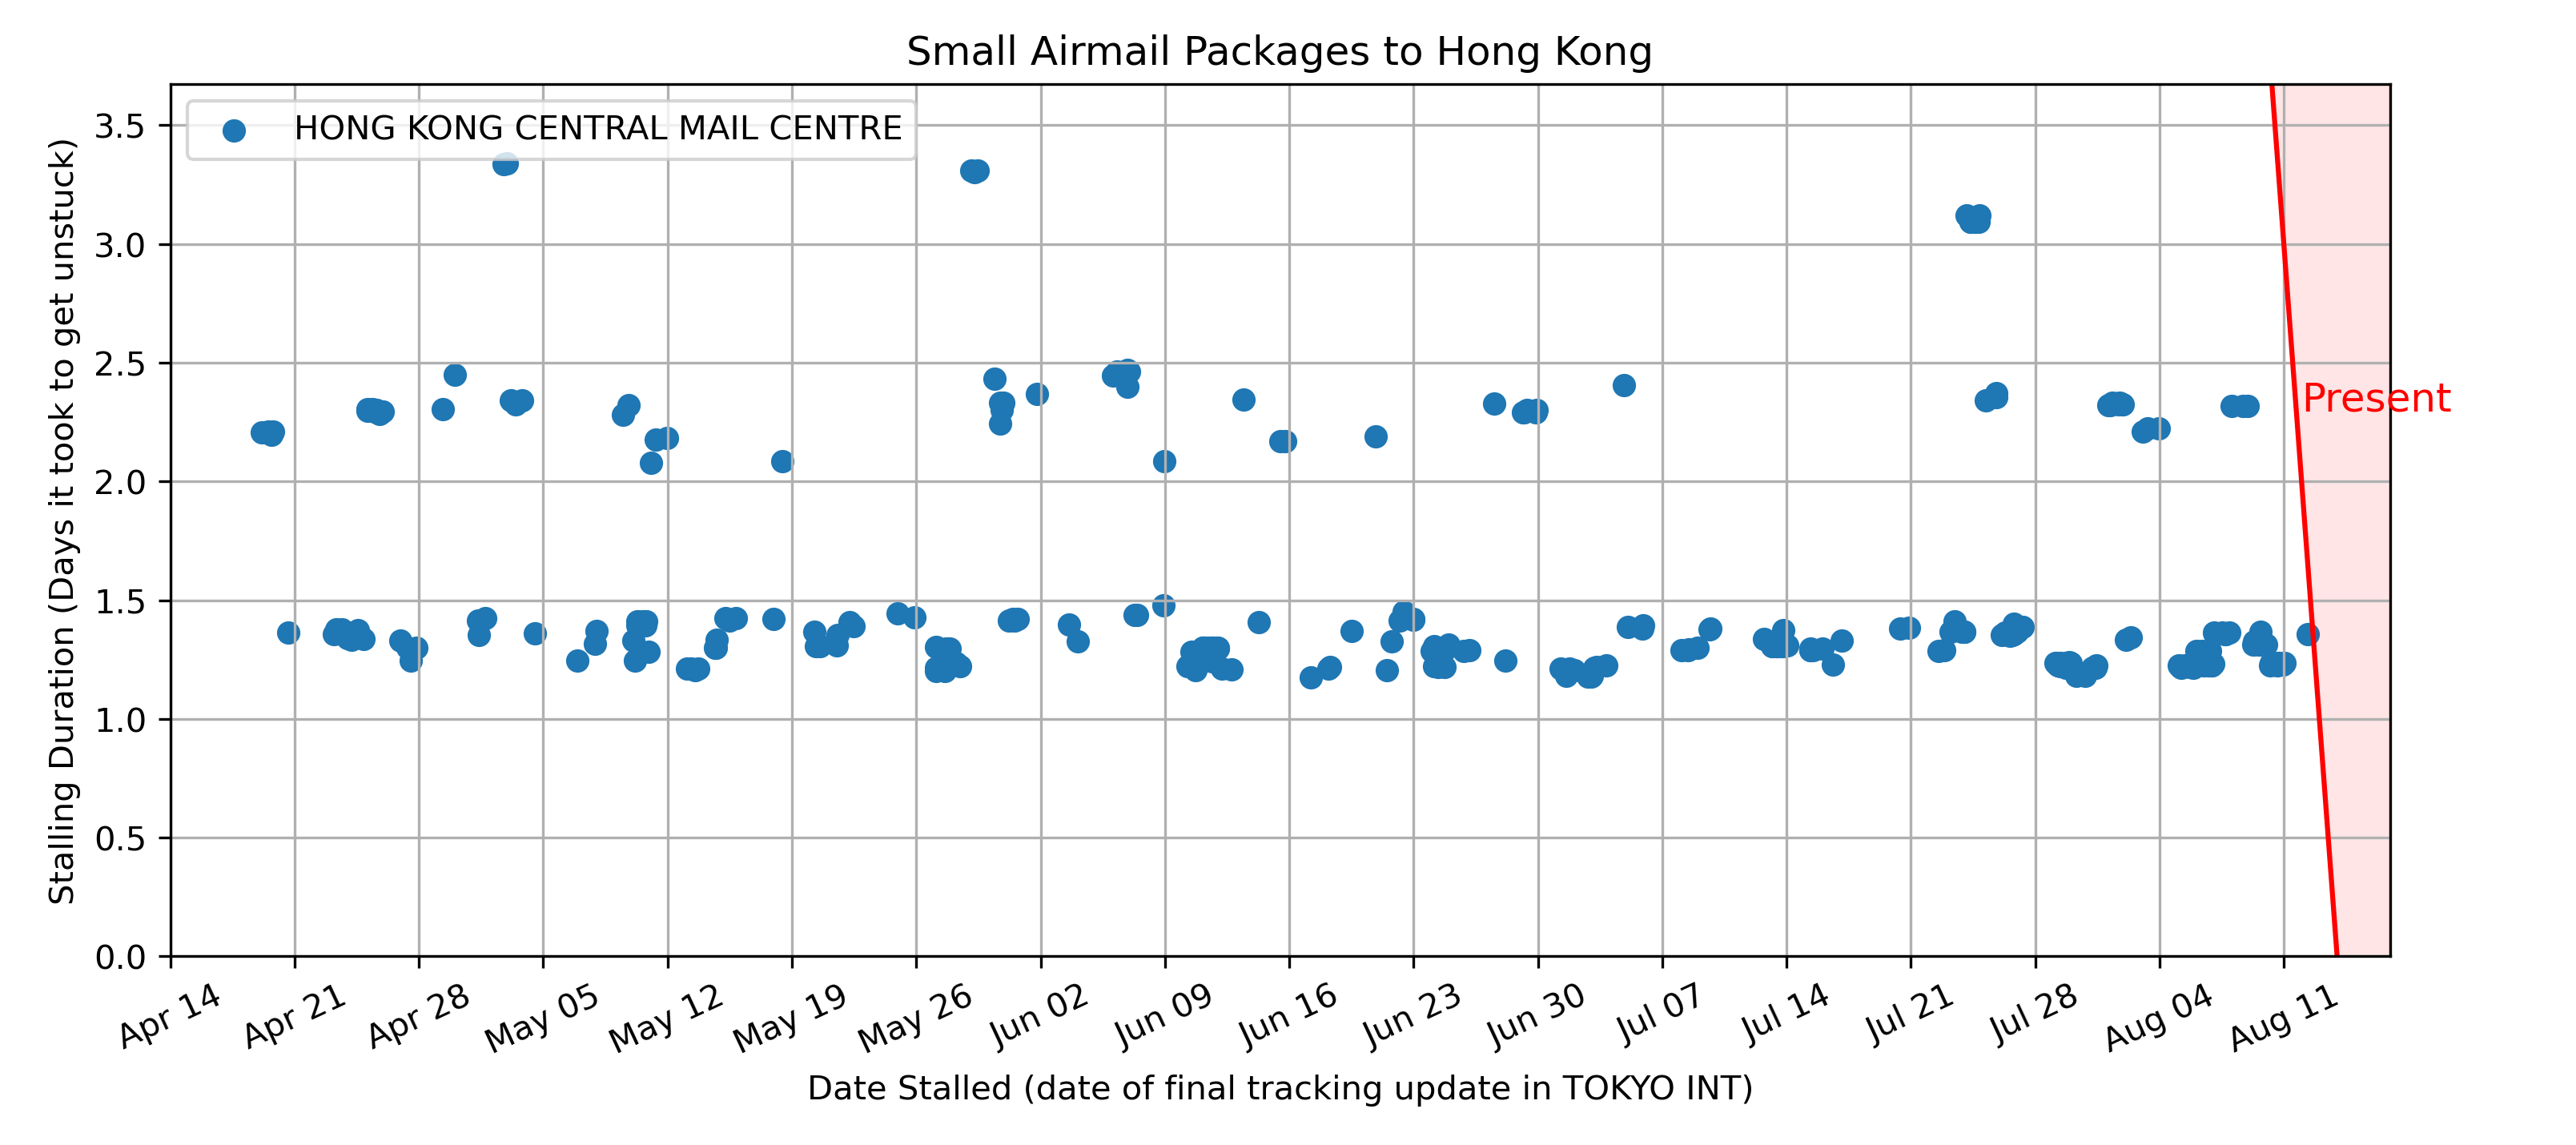 Small Airmail Packages to Hong Kong
HONG KONG CENTRAL MAIL CENTRE
Stalling Duration (Days it took to get unstuck)
3.5
3.0
2.5
2.0
1.5
1.0
0.5
0.0
Present
Apr 14
Apr 21
Apr 28
May 05
May 12
May 19
May 26
Jun 02
Jun 09
Jun 16
Jun 23
Jun 30
Jul 07
Jul 14
Jul 21
Jul 28
Aug 04
Aug 11
Date Stalled (date of final tracking update in TOKYO INT)